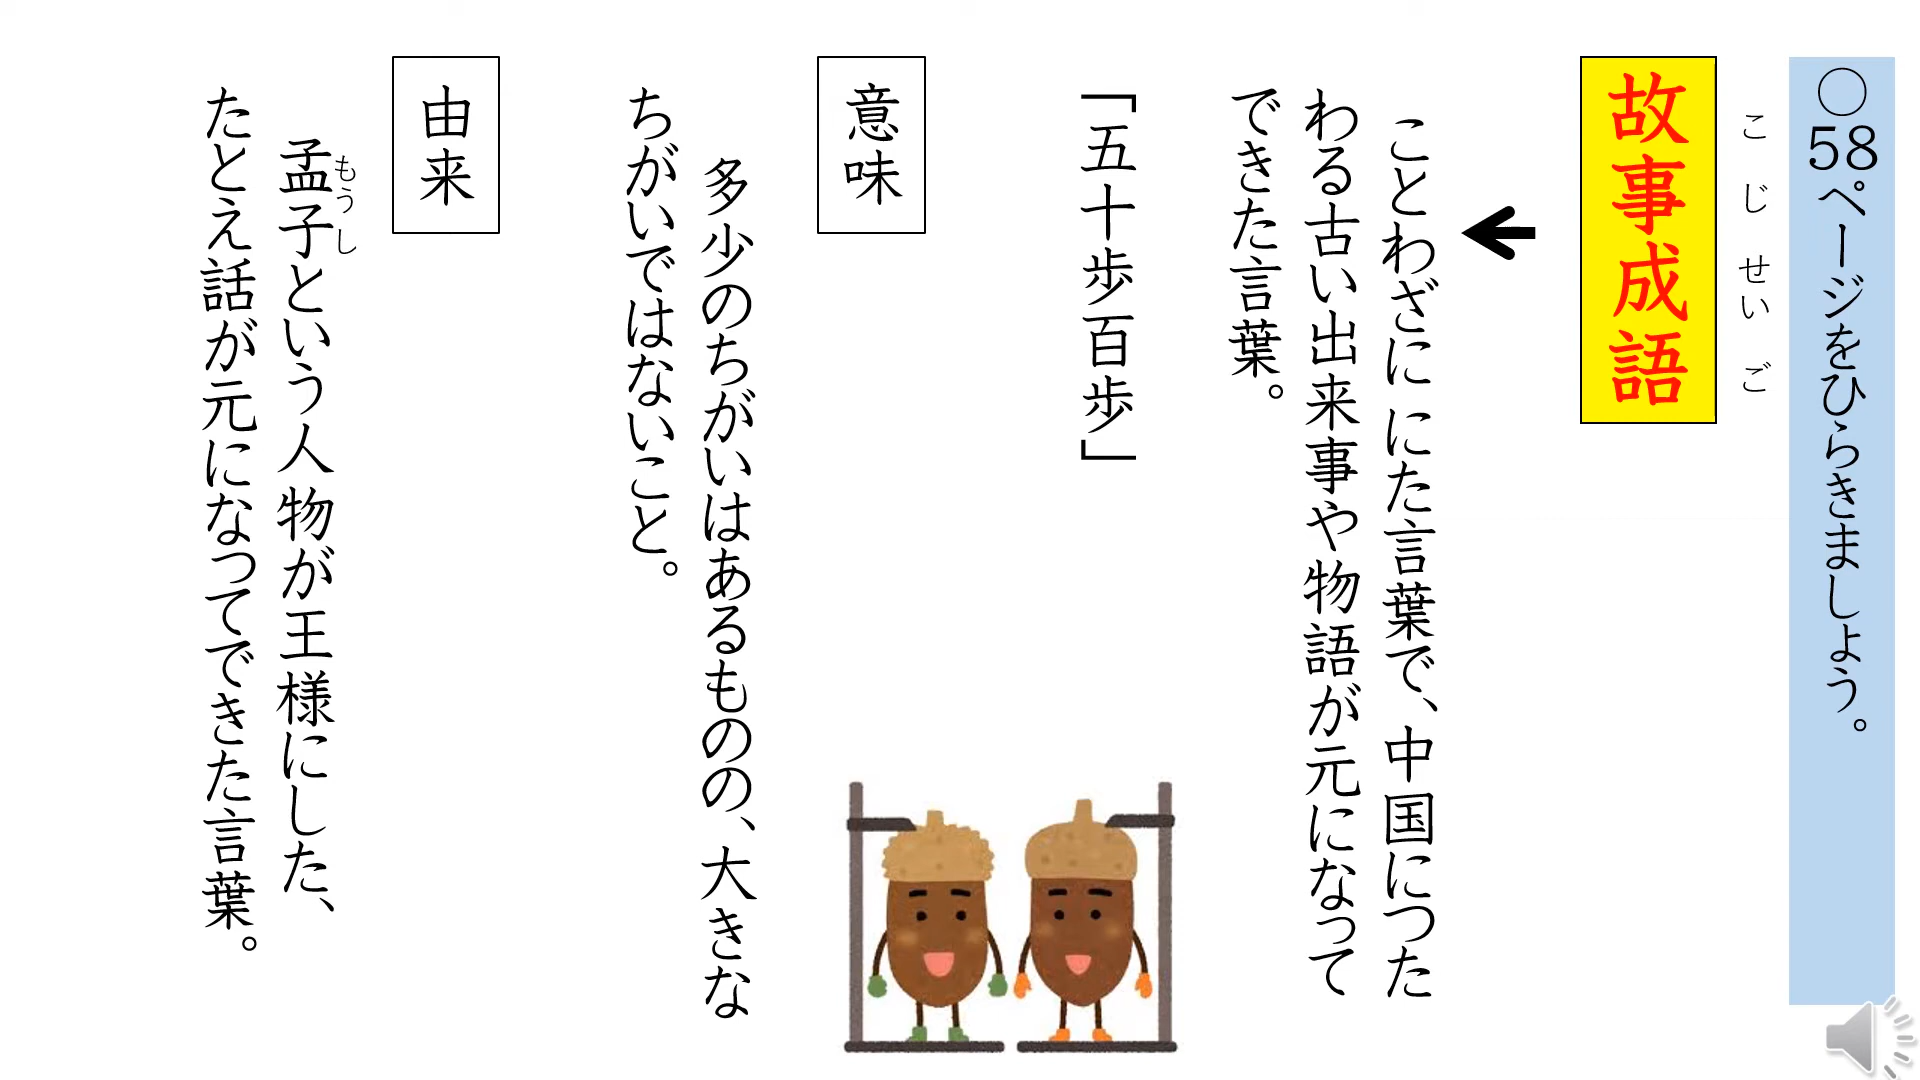 ○58ページをひらきましょう。
こじせいご
故事成語
ことわざに にた言葉で、中国につた
わる古い出来事や物語が元になって
できた言葉。
「五十歩百歩」
意味
多少のちがいはあるものの、大きな
ちがいではないこと。
由来
もうし
孟子という人物が王様にした、
たとえ話が元になってできた言葉。